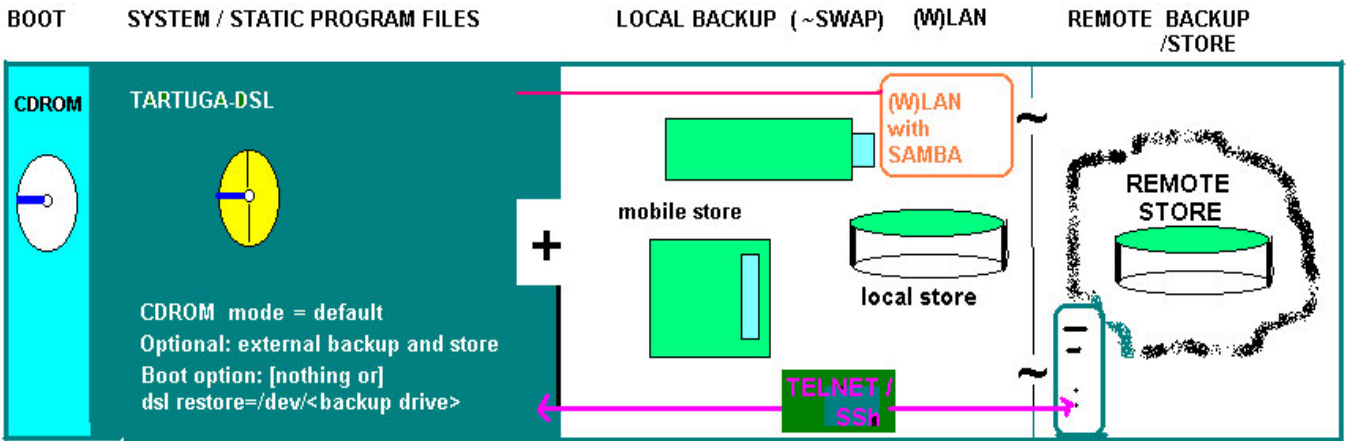 BOOT
SYSTEM / STATIC PROGRAM FILES
LOCAL BACKUP (~SWAP)
(W)LAN
REMOTE BACKUP
/STORE
CDROM
TARTUGA-DSL
(W)LAN
with
SAMBA
~
REMOTE
STORE
mobile store
+
local store
CDROM mode = default
Optional: external backup and store
Boot option: [nothing or]
dsl restore=/dev/<backup drive>
~
TELNET /
SSh